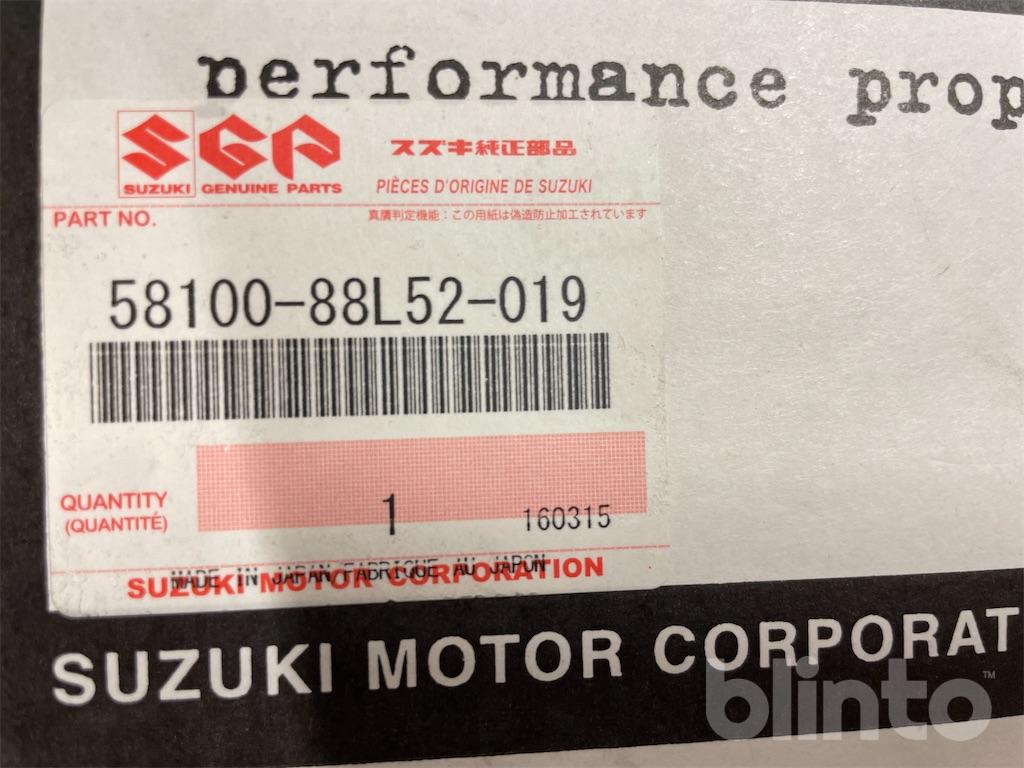 performance prop
SGP
スズキ純正部品
SUZUKI GENUINE PARTS
PIÈCES D'ORIGINE DE SUZUKI
PART NO.
真贋判定機能：この用紙は偽造防止加工されています
58100-88L52-019
QUANTITY
(QUANTITÉ)
1
160315
MADE IN JAPAN FABRIQUE AU JAPON
SUZUKI MOTOR CORPORATION
SUZUKI MOTOR CORPORAT
blinto™